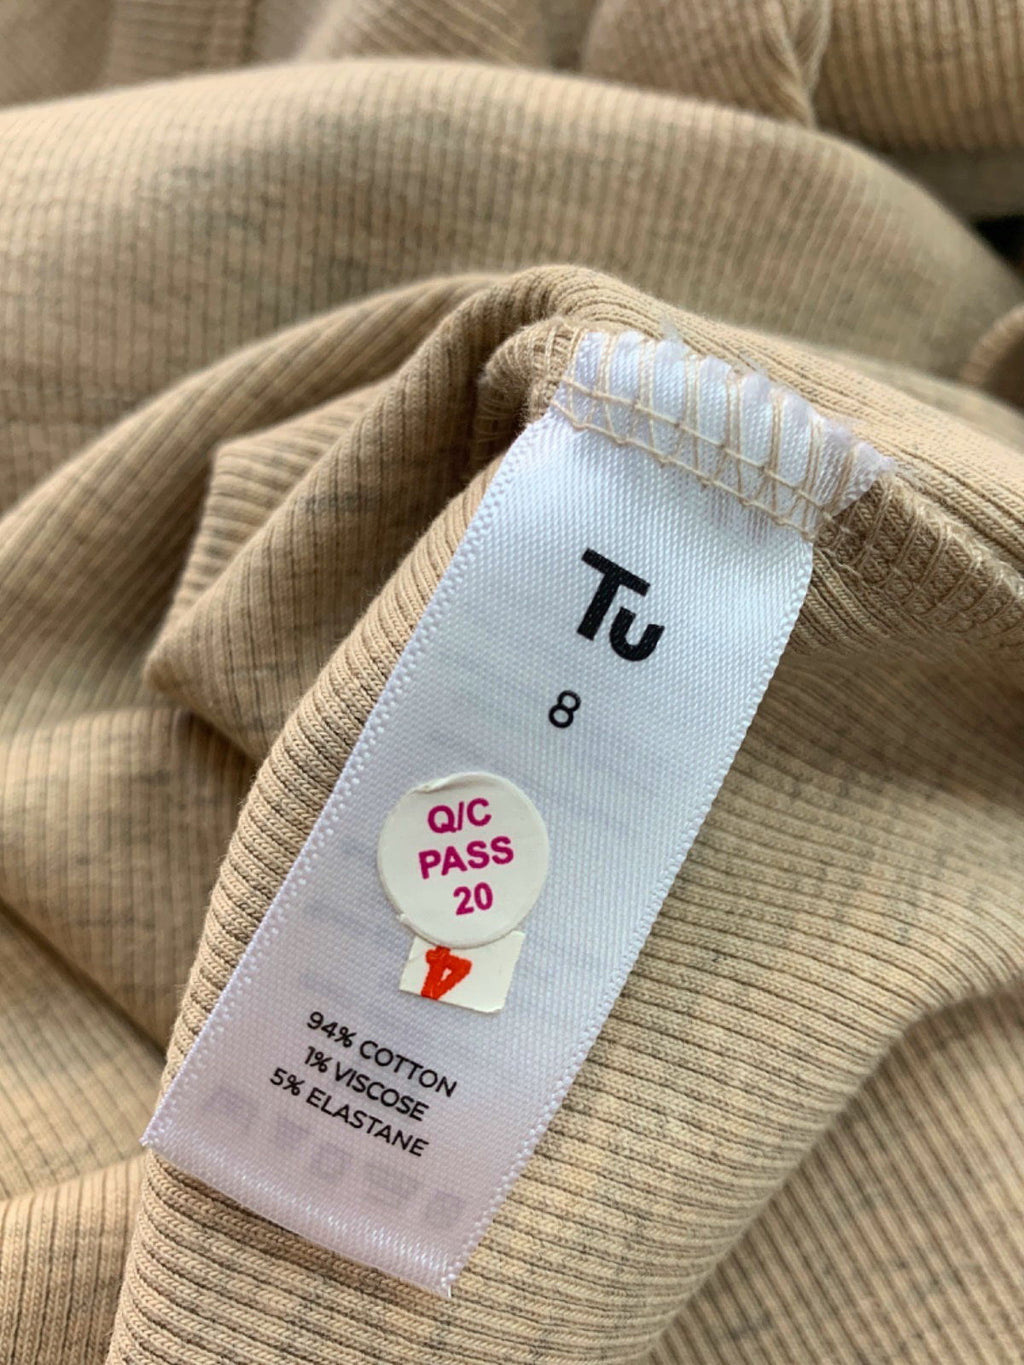 Tu
8
Q/C
PASS
20
4
94% COTTON
1% VISCOSE
5% ELASTANE